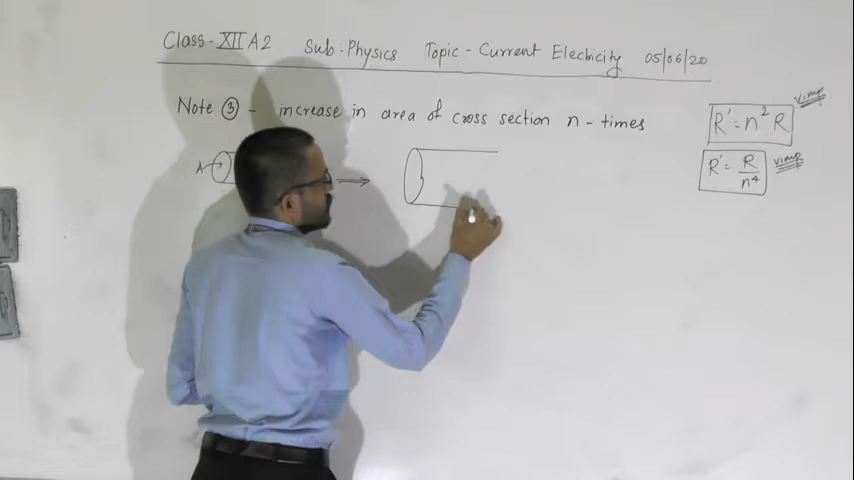 Class-XII A2 Sub:Physics Topic-Current Elecbicity 05/06/20
Note ③ - increase in area of cross section n-times
R'=n² R
v.imp
R'= R/n⁴
v.imp
A→